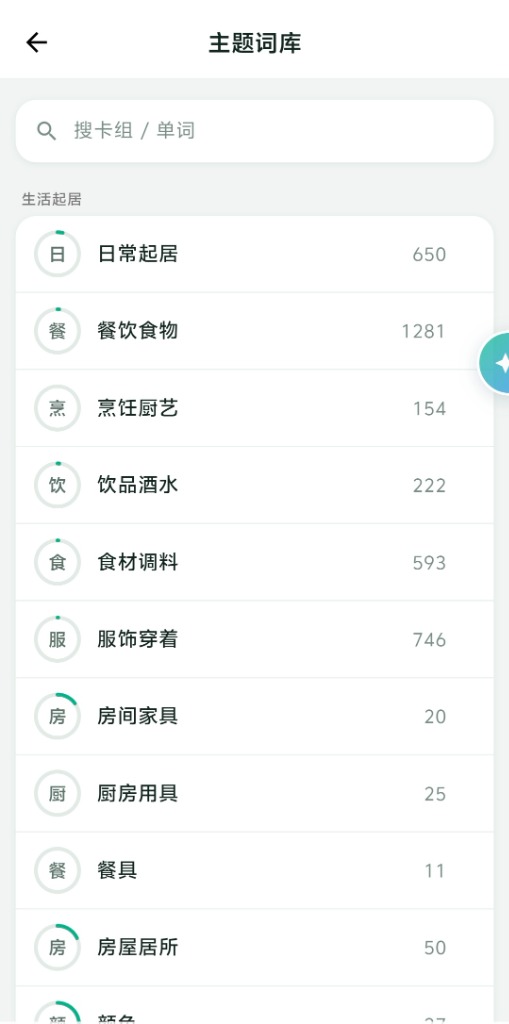 主题词库
搜卡组 / 单词
生活起居
日 日常起居 650
餐 餐饮食物 1281
烹 烹饪厨艺 154
饮 饮品酒水 222
食 食材调料 593
服 服饰穿着 746
房 房间家具 20
厨 厨房用具 25
餐 餐具 11
房 房屋居所 50